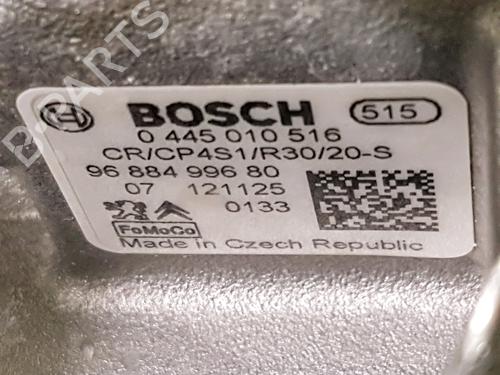 B-PARTS
BOSCH 515
0 445 010 516
CR/CP4S1/R30/20-S
96 884 996 80
07 121125
0133
FoMoCo
Made in Czech Republic